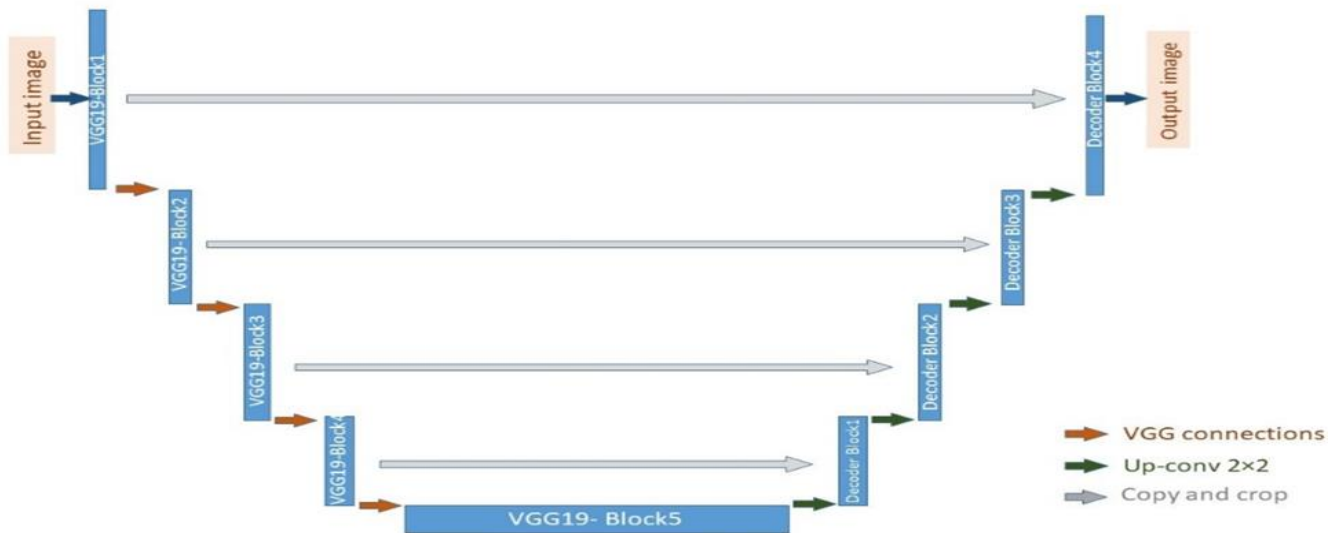 Input image
VGG19-Block1
VGG19- Block2
VGG19-Block3
VGG19-Block4
VGG19- Block5
Decoder Block1
Decoder Block2
Decoder Block3
Decoder Block4
Output image
VGG connections
Up-conv 2×2
Copy and crop